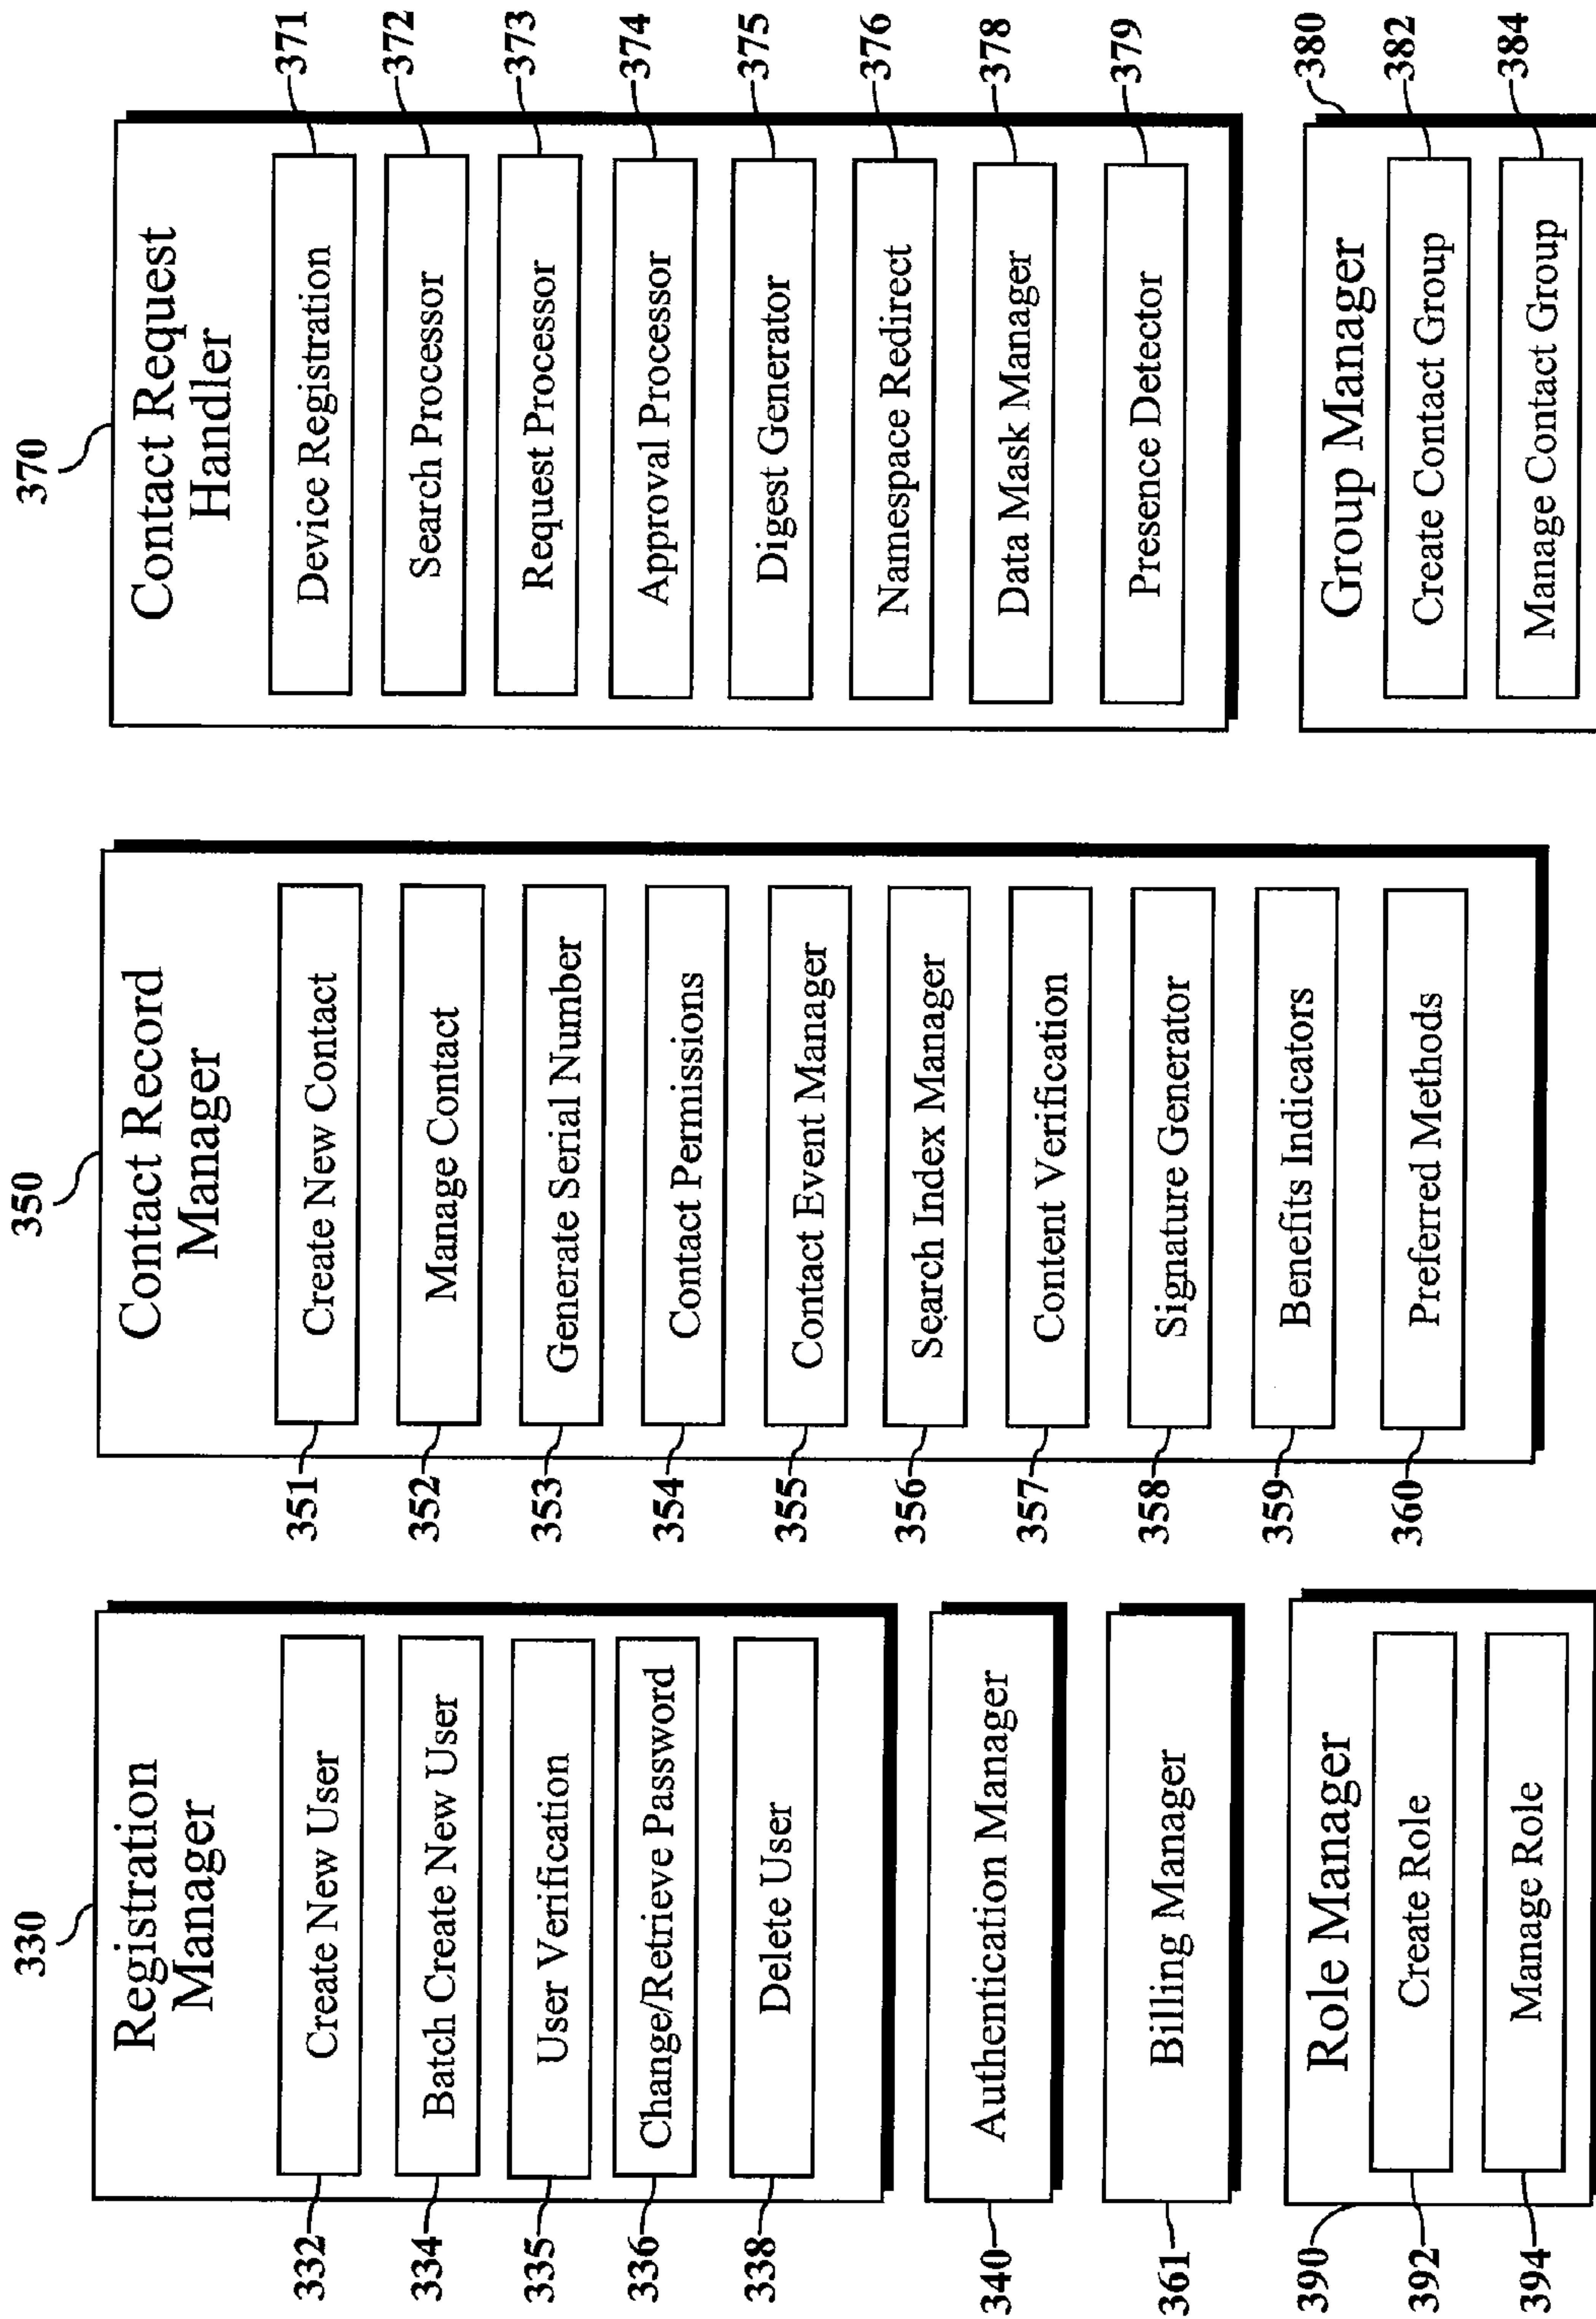 330
Registration
Manager
332
Create New User
334
Batch Create New User
335
User Verification
336
Change/Retrieve Password
338
Delete User
340
Authentication Manager
361
Billing Manager
390
Role Manager
392
Create Role
394
Manage Role
350
Contact Record
Manager
351
Create New Contact
352
Manage Contact
353
Generate Serial Number
354
Contact Permissions
355
Contact Event Manager
356
Search Index Manager
357
Content Verification
358
Signature Generator
359
Benefits Indicators
360
Preferred Methods
370
Contact Request
Handler
Device Registration
371
Search Processor
372
Request Processor
373
Approval Processor
374
Digest Generator
375
Namespace Redirect
376
Data Mask Manager
378
Presence Detector
379
380
Group Manager
Create Contact Group
382
Manage Contact Group
384